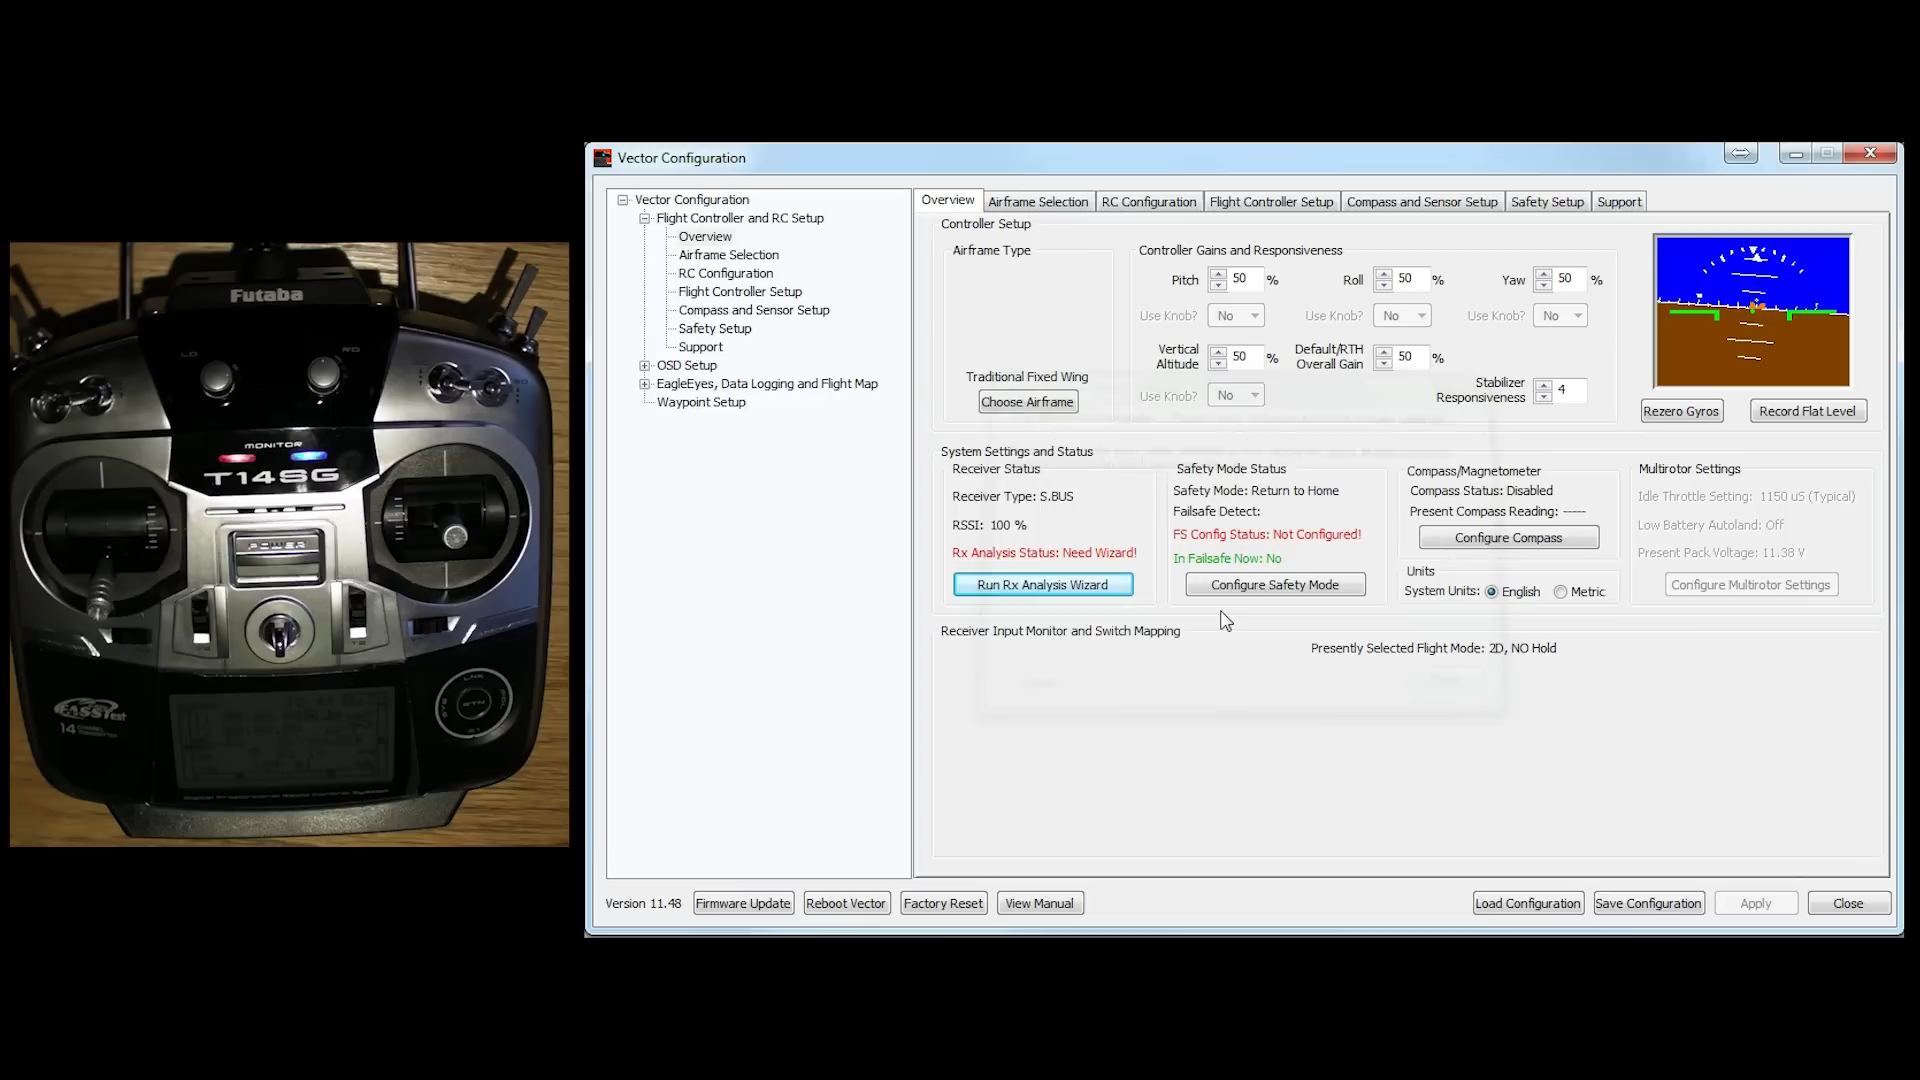 Futaba
MONITOR
T14SG
POWER
FASSTest
14 CHANNEL
TRANSMITTER
LINK
RTN
SYS
S1
Vector Configuration
Vector Configuration
Flight Controller and RC Setup
Overview
Airframe Selection
RC Configuration
Flight Controller Setup
Compass and Sensor Setup
Safety Setup
Support
OSD Setup
EagleEyes, Data Logging and Flight Map
Waypoint Setup
Overview Airframe Selection RC Configuration Flight Controller Setup Compass and Sensor Setup Safety Setup Support
Controller Setup
Airframe Type
Traditional Fixed Wing
Choose Airframe
Controller Gains and Responsiveness
Pitch 50 % Roll 50 % Yaw 50 %
Use Knob? No Use Knob? No Use Knob? No
Vertical Altitude 50 % Default/RTH Overall Gain 50 %
Use Knob? No
Stabilizer Responsiveness 4
Rezero Gyros Record Flat Level
System Settings and Status
Receiver Status
Receiver Type: S.BUS
RSSI: 100 %
Rx Analysis Status: Need Wizard!
Run Rx Analysis Wizard
Safety Mode Status
Safety Mode: Return to Home
Failsafe Detect:
FS Config Status: Not Configured!
In Failsafe Now: No
Configure Safety Mode
Compass/Magnetometer
Compass Status: Disabled
Present Compass Reading: -----
Configure Compass
Units
System Units: English Metric
Multirotor Settings
Idle Throttle Setting: 1150 uS (Typical)
Low Battery Autoland: Off
Present Pack Voltage: 11.38 V
Configure Multirotor Settings
Receiver Input Monitor and Switch Mapping
Presently Selected Flight Mode: 2D, NO Hold
Version 11.48 Firmware Update Reboot Vector Factory Reset View Manual Load Configuration Save Configuration Apply Close